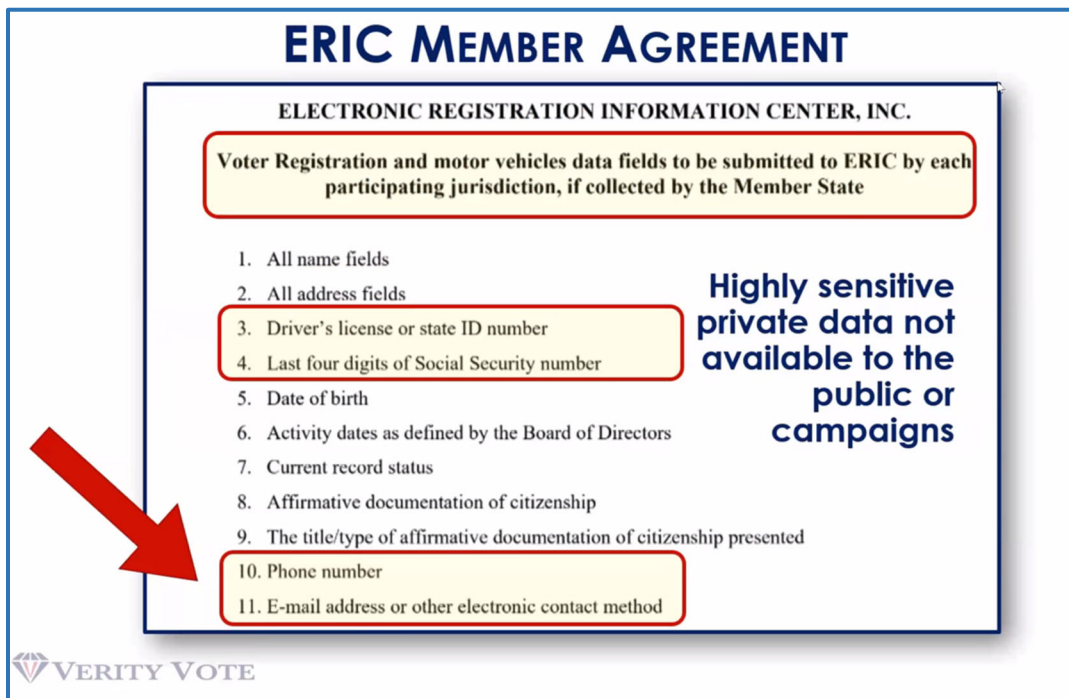 ERIC MEMBER AGREEMENT
ELECTRONIC REGISTRATION INFORMATION CENTER, INC.
Voter Registration and motor vehicles data fields to be submitted to ERIC by each
participating jurisdiction, if collected by the Member State
1. All name fields
2. All address fields
3. Driver's license or state ID number
4. Last four digits of Social Security number
5. Date of birth
6. Activity dates as defined by the Board of Directors
7. Current record status
8. Affirmative documentation of citizenship
9. The title/type of affirmative documentation of citizenship presented
10. Phone number
11. E-mail address or other electronic contact method
Highly sensitive
private data not
available to the
public or
campaigns
VERITY VOTE